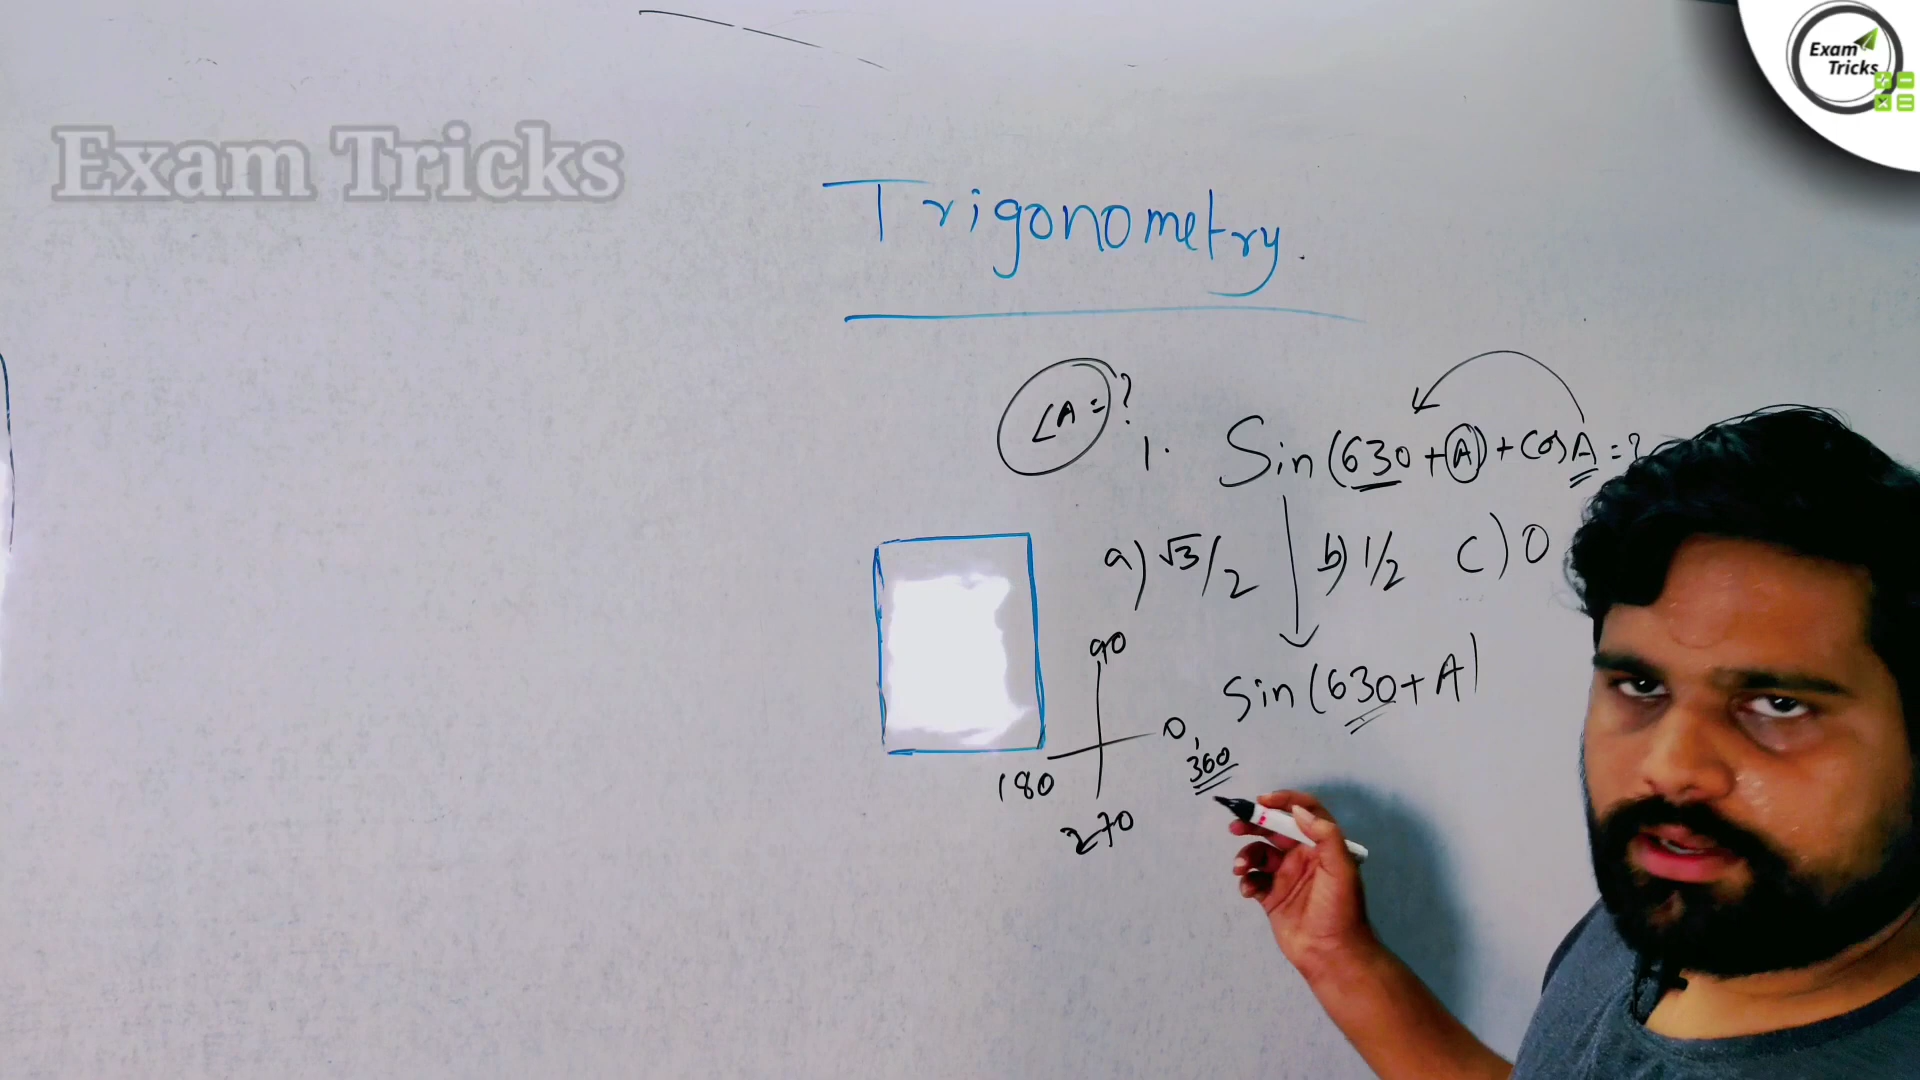 Exam
Tricks
Exam Tricks
Trigonometry.
∠A = ?
1. Sin (630 + A) + cos A = ?
a) √3/2 b) 1/2 c) 0
90
Sin (630 + A)
0,
360
180
270